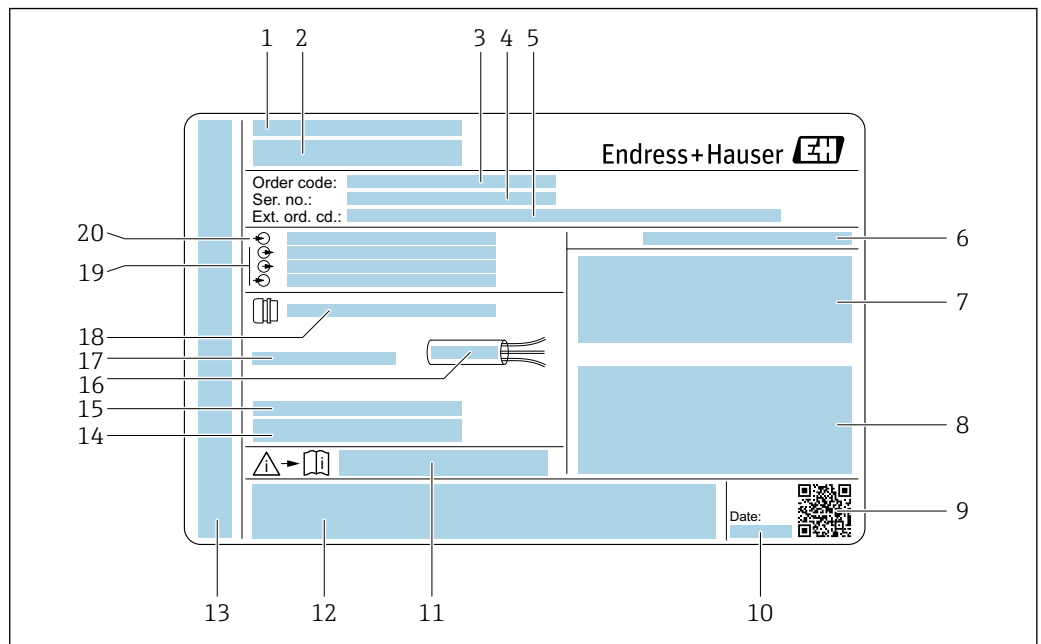 1 2 3 4 5
Endress+Hauser EH
Order code:
Ser. no.:
Ext. ord. cd.:
20
19
6
7
18
17
16
15
14
8
i i
Date:
9
13 12 11 10